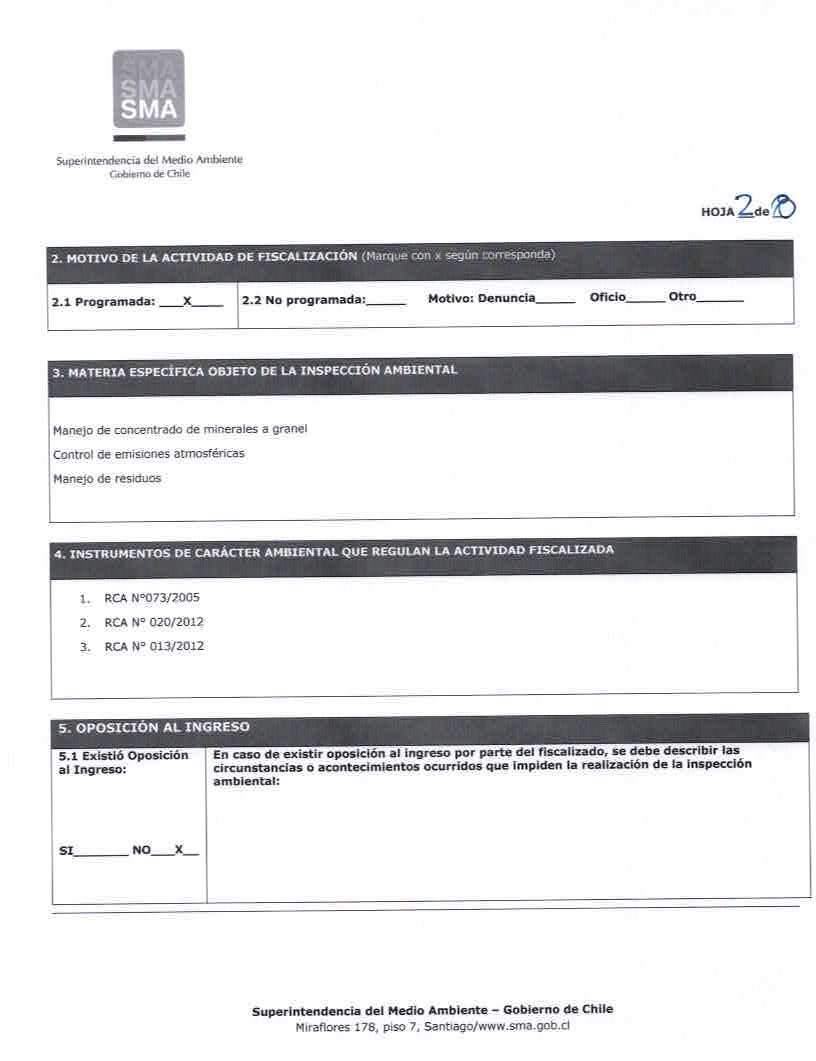 SMA
SMA
SMA
Superintendencia del Medio Ambiente
Gobierno de Chile
HOJA 2 de
2. MOTIVO DE LA ACTIVIDAD DE FISCALIZACIÓN (Marque con x según corresponda)
2.1 Programada: ___X____ 2.2 No programada:______ Motivo: Denuncia______ Oficio______ Otro_______
3. MATERIA ESPECÍFICA OBJETO DE LA INSPECCIÓN AMBIENTAL
Manejo de concentrado de minerales a granel
Control de emisiones atmosféricas
Manejo de residuos
4. INSTRUMENTOS DE CARÁCTER AMBIENTAL QUE REGULAN LA ACTIVIDAD FISCALIZADA
1. RCA N°073/2005
2. RCA N° 020/2012
3. RCA N° 013/2012
5. OPOSICIÓN AL INGRESO
5.1 Existió Oposición al Ingreso:
SI________ NO___X__
En caso de existir oposición al ingreso por parte del fiscalizado, se debe describir las
circunstancias o acontecimientos ocurridos que impiden la realización de la inspección
ambiental:
Superintendencia del Medio Ambiente – Gobierno de Chile
Miraflores 178, piso 7, Santiago/www.sma.gob.cl